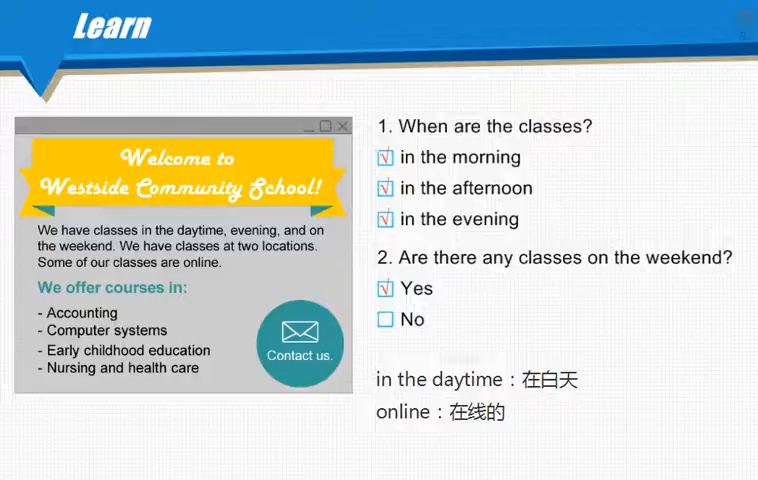 Learn
Welcome to
Westside Community School!
We have classes in the daytime, evening, and on
the weekend. We have classes at two locations.
Some of our classes are online.
We offer courses in:
- Accounting
- Computer systems
- Early childhood education
- Nursing and health care
Contact us.
1. When are the classes?
in the morning
in the afternoon
in the evening
2. Are there any classes on the weekend?
Yes
No
in the daytime：在白天
online：在线的